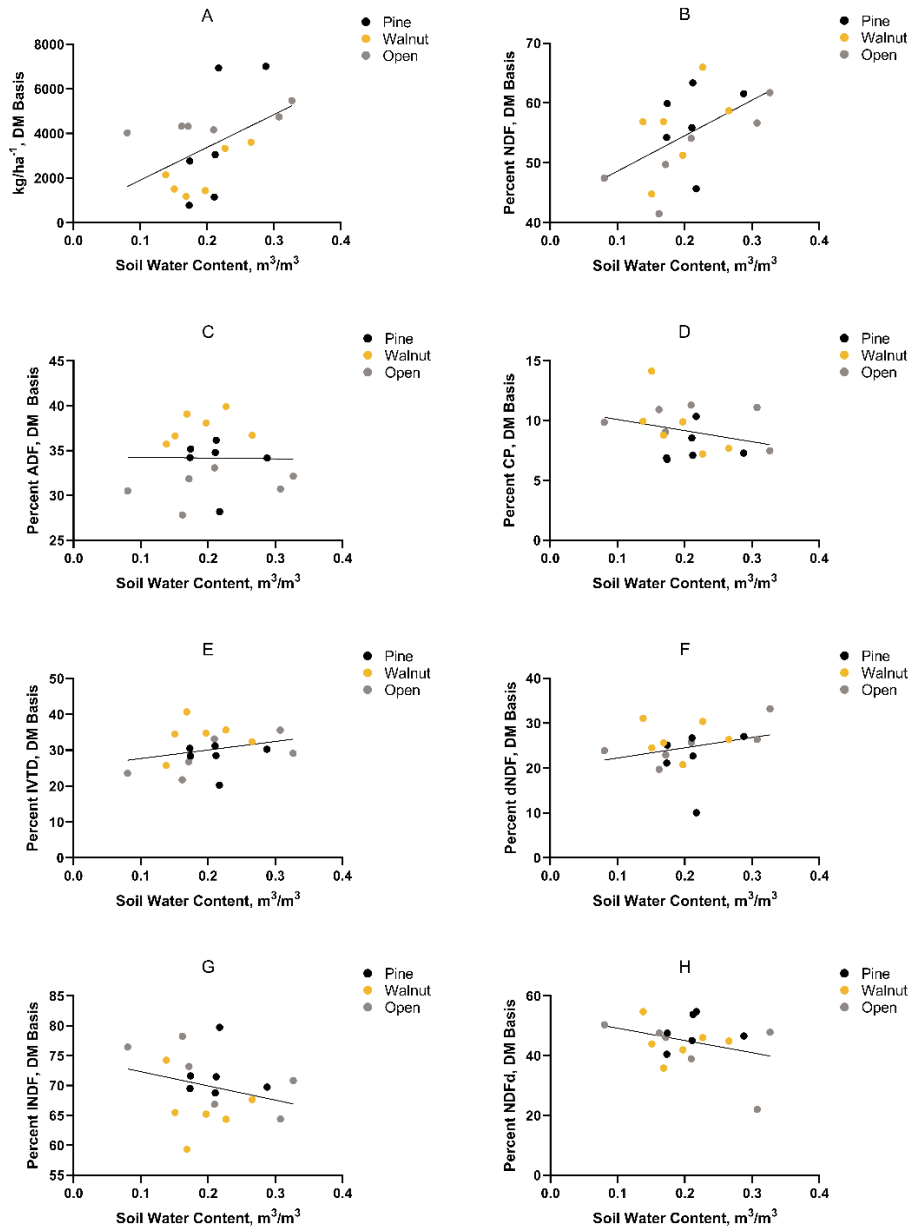 A
Pine
Walnut
Open
kg/ha⁻¹, DM Basis
8000
6000
4000
2000
0
0.0 0.1 0.2 0.3 0.4
Soil Water Content, m³/m³
B
Pine
Walnut
Open
Percent NDF, DM Basis
70
60
50
40
0.0 0.1 0.2 0.3 0.4
Soil Water Content, m³/m³
C
Pine
Walnut
Open
Percent ADF, DM Basis
45
40
35
30
25
0.0 0.1 0.2 0.3 0.4
Soil Water Content, m³/m³
D
Pine
Walnut
Open
Percent CP, DM Basis
15
10
5
0
0.0 0.1 0.2 0.3 0.4
Soil Water Content, m³/m³
E
Pine
Walnut
Open
Percent IVTD, DM Basis
50
40
30
20
10
0
0.0 0.1 0.2 0.3 0.4
Soil Water Content, m³/m³
F
Pine
Walnut
Open
Percent dNDF, DM Basis
40
30
20
10
0
0.0 0.1 0.2 0.3 0.4
Soil Water Content, m³/m³
G
Pine
Walnut
Open
Percent INDF, DM Basis
85
80
75
70
65
60
55
0.0 0.1 0.2 0.3 0.4
Soil Water Content, m³/m³
H
Pine
Walnut
Open
Percent NDFd, DM Basis
60
40
20
0
0.0 0.1 0.2 0.3 0.4
Soil Water Content, m³/m³